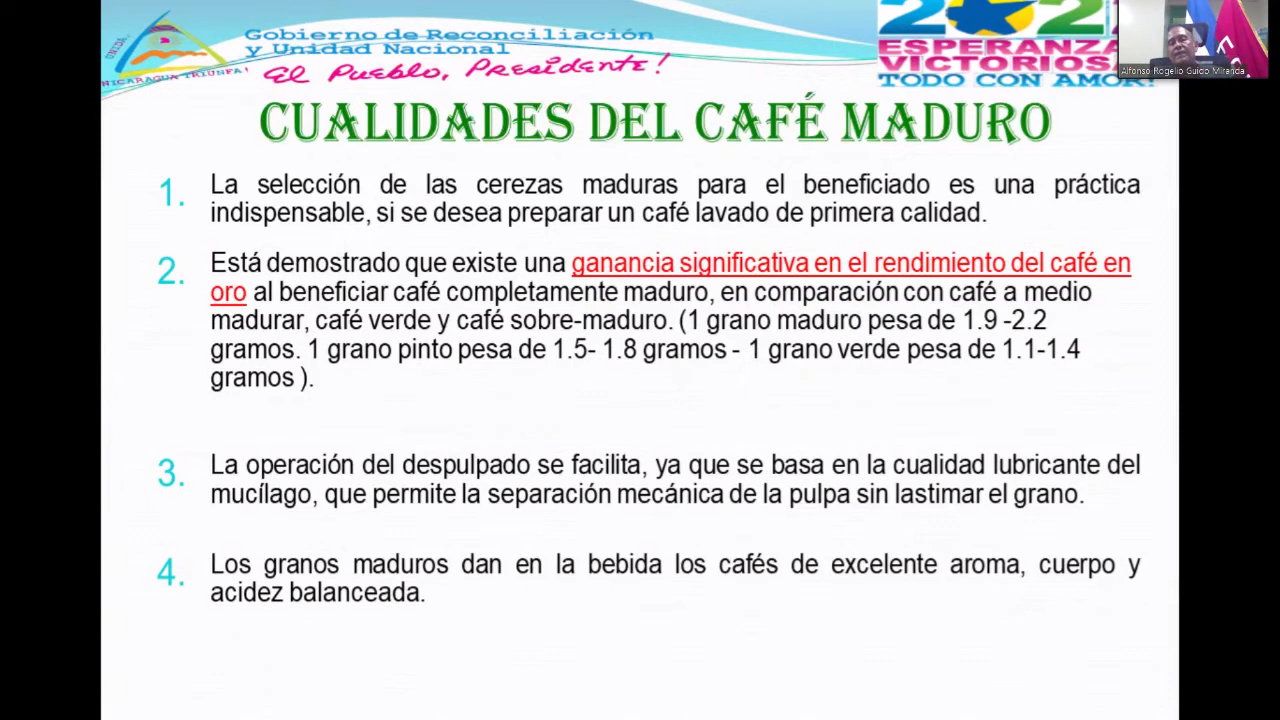 UNIDA,
NICARAGUA TRIUNFA!
Gobierno de Reconciliación
y Unidad Nacional
El Pueblo, Presidente!
ESPERANZA
VICTORIOS
TODO CON AMOR!
Alfonso Rogelio Guido Miranda
CUALIDADES DEL CAFÉ MADURO
1. La selección de las cerezas maduras para el beneficiado es una práctica
indispensable, si se desea preparar un café lavado de primera calidad.
2. Está demostrado que existe una ganancia significativa en el rendimiento del café en
oro al beneficiar café completamente maduro, en comparación con café a medio
madurar, café verde y café sobre-maduro. (1 grano maduro pesa de 1.9 -2.2
gramos. 1 grano pinto pesa de 1.5- 1.8 gramos - 1 grano verde pesa de 1.1-1.4
gramos ).
3. La operación del despulpado se facilita, ya que se basa en la cualidad lubricante del
mucílago, que permite la separación mecánica de la pulpa sin lastimar el grano.
4. Los granos maduros dan en la bebida los cafés de excelente aroma, cuerpo y
acidez balanceada.